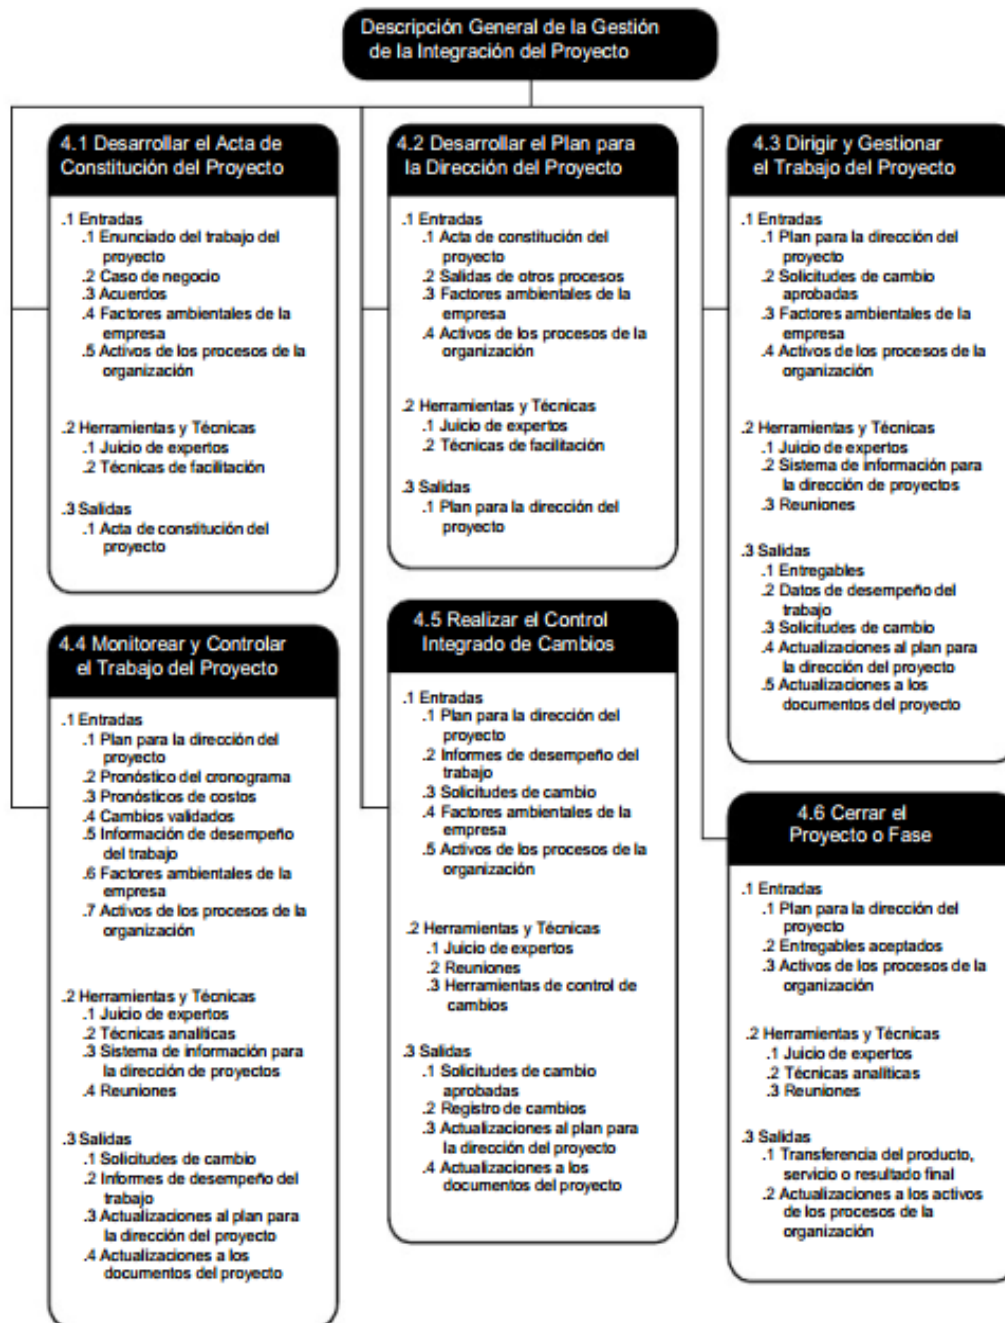 Descripción General de la Gestión
de la Integración del Proyecto
4.1 Desarrollar el Acta de
Constitución del Proyecto
.1 Entradas
.1 Enunciado del trabajo del
proyecto
.2 Caso de negocio
.3 Acuerdos
.4 Factores ambientales de la
empresa
.5 Activos de los procesos de la
organización
.2 Herramientas y Técnicas
.1 Juicio de expertos
.2 Técnicas de facilitación
.3 Salidas
.1 Acta de constitución del
proyecto
4.2 Desarrollar el Plan para
la Dirección del Proyecto
.1 Entradas
.1 Acta de constitución del
proyecto
.2 Salidas de otros procesos
.3 Factores ambientales de la
empresa
.4 Activos de los procesos de la
organización
.2 Herramientas y Técnicas
.1 Juicio de expertos
.2 Técnicas de facilitación
.3 Salidas
.1 Plan para la dirección del
proyecto
4.3 Dirigir y Gestionar
el Trabajo del Proyecto
.1 Entradas
.1 Plan para la dirección del
proyecto
.2 Solicitudes de cambio
aprobadas
.3 Factores ambientales de la
empresa
.4 Activos de los procesos de la
organización
.2 Herramientas y Técnicas
.1 Juicio de expertos
.2 Sistema de información para
la dirección de proyectos
.3 Reuniones
.3 Salidas
.1 Entregables
.2 Datos de desempeño del
trabajo
.3 Solicitudes de cambio
.4 Actualizaciones al plan para
la dirección del proyecto
.5 Actualizaciones a los
documentos del proyecto
4.4 Monitorear y Controlar
el Trabajo del Proyecto
.1 Entradas
.1 Plan para la dirección del
proyecto
.2 Pronóstico del cronograma
.3 Pronósticos de costos
.4 Cambios validados
.5 Información de desempeño
del trabajo
.6 Factores ambientales de la
empresa
.7 Activos de los procesos de la
organización
.2 Herramientas y Técnicas
.1 Juicio de expertos
.2 Técnicas analíticas
.3 Sistema de información para
la dirección de proyectos
.4 Reuniones
.3 Salidas
.1 Solicitudes de cambio
.2 Informes de desempeño del
trabajo
.3 Actualizaciones al plan para
la dirección del proyecto
.4 Actualizaciones a los
documentos del proyecto
4.5 Realizar el Control
Integrado de Cambios
.1 Entradas
.1 Plan para la dirección del
proyecto
.2 Informes de desempeño del
trabajo
.3 Solicitudes de cambio
.4 Factores ambientales de la
empresa
.5 Activos de los procesos de la
organización
.2 Herramientas y Técnicas
.1 Juicio de expertos
.2 Reuniones
.3 Herramientas de control de
cambios
.3 Salidas
.1 Solicitudes de cambio
aprobadas
.2 Registro de cambios
.3 Actualizaciones al plan para
la dirección del proyecto
.4 Actualizaciones a los
documentos del proyecto
4.6 Cerrar el
Proyecto o Fase
.1 Entradas
.1 Plan para la dirección del
proyecto
.2 Entregables aceptados
.3 Activos de los procesos de la
organización
.2 Herramientas y Técnicas
.1 Juicio de expertos
.2 Técnicas analíticas
.3 Reuniones
.3 Salidas
.1 Transferencia del producto,
servicio o resultado final
.2 Actualizaciones a los activos
de los procesos de la
organización